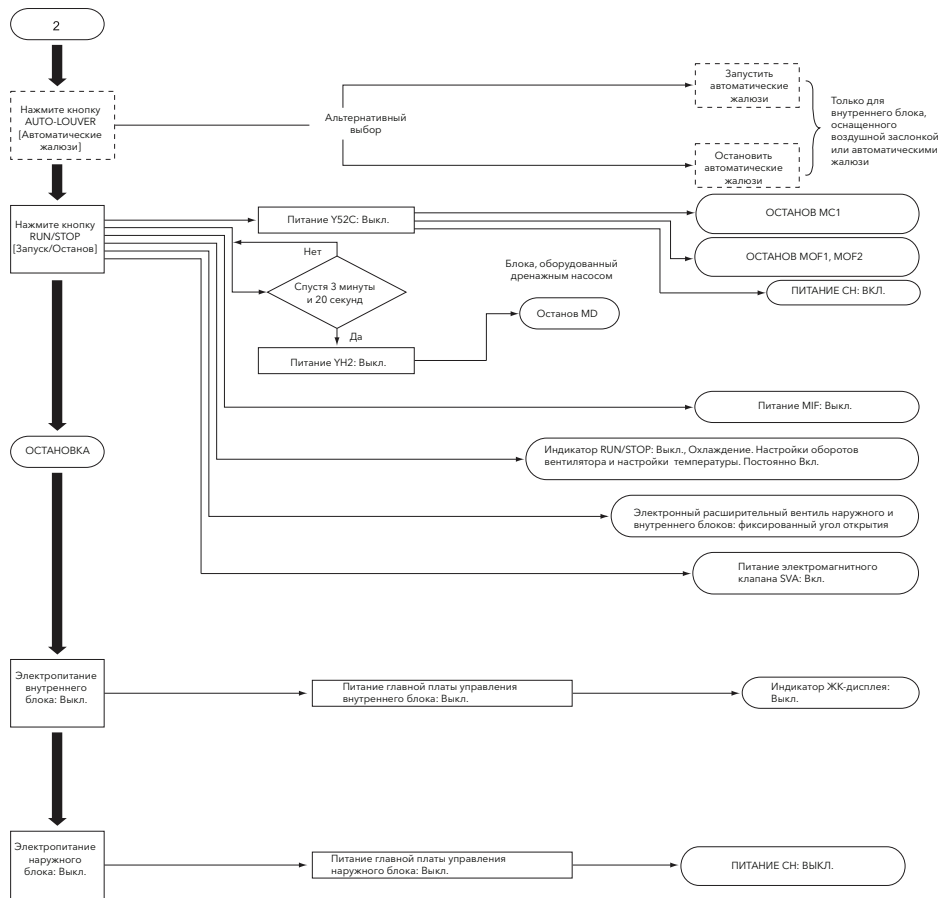 2
Нажмите кнопку
AUTO-LOUVER
[Автоматические
жалюзи]
Альтернативный
выбор
Запустить
автоматические
жалюзи
Остановить
автоматические
жалюзи
Только для
внутреннего блока,
оснащенного
воздушной заслонкой
или автоматическими
жалюзи
Нажмите кнопку
RUN/STOP
[Запуск/Останов]
Питание Y52C: Выкл.
ОСТАНОВ MC1
ОСТАНОВ MOF1, MOF2
ПИТАНИЕ CH: ВКЛ.
Нет
Спустя 3 минуты
и 20 секунд
Да
Питание YH2: Выкл.
Блока, оборудованный
дренажным насосом
Останов MD
Питание MIF: Выкл.
ОСТАНОВКА
Индикатор RUN/STOP: Выкл., Охлаждение. Настройки оборотов
вентилятора и настройки температуры. Постоянно Вкл.
Электронный расширительный вентиль наружного и
внутреннего блоков: фиксированный угол открытия
Питание электромагнитного
клапана SVA: Вкл.
Электропитание
внутреннего
блока: Выкл.
Питание главной платы управления
внутреннего блока: Выкл.
Индикатор ЖК-дисплея:
Выкл.
Электропитание
наружного
блока: Выкл.
Питание главной платы управления
наружного блока: Выкл.
ПИТАНИЕ CH: ВЫКЛ.